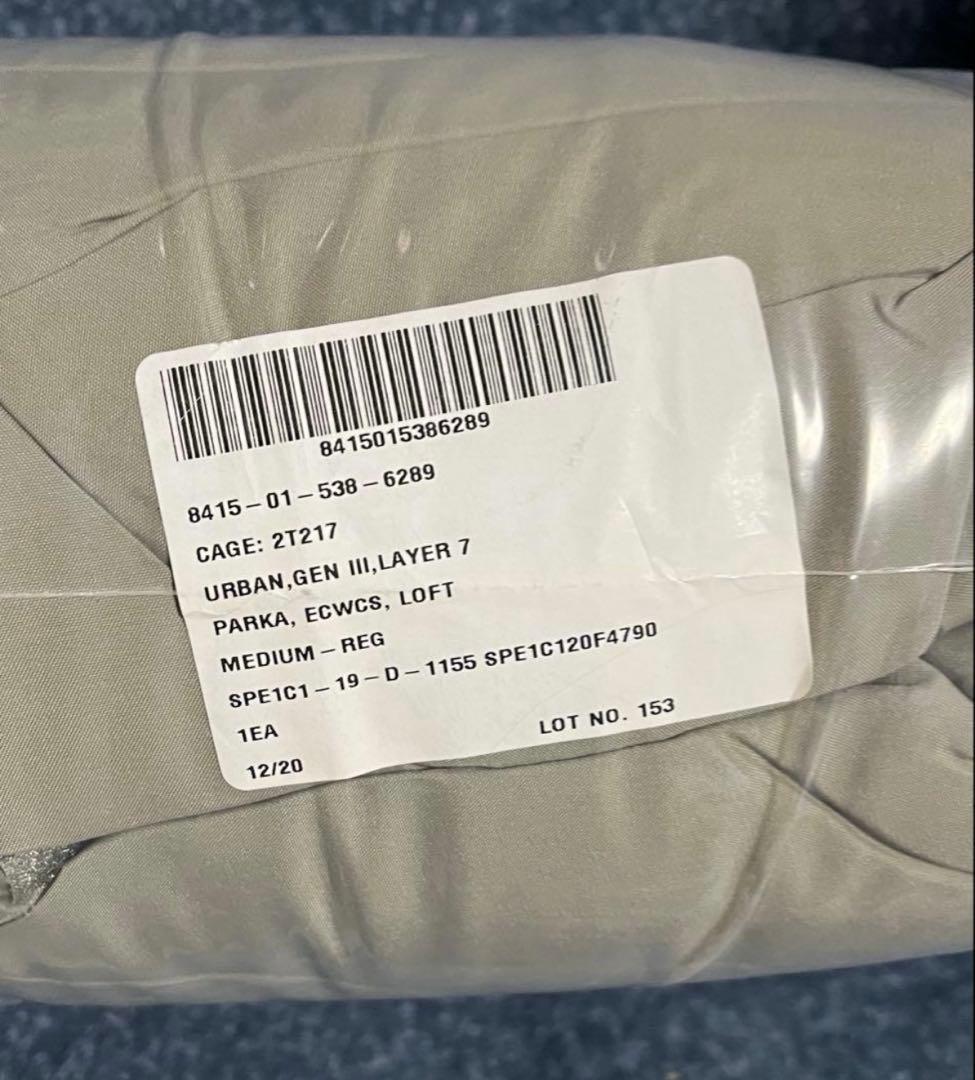 8415015386289
8415-01-538-6289
CAGE: 2T217
URBAN,GEN III,LAYER 7
PARKA, ECWCS, LOFT
MEDIUM-REG
SPE1C1-19-D-1155 SPE1C120F4790
1EA
LOT NO. 153
12/20